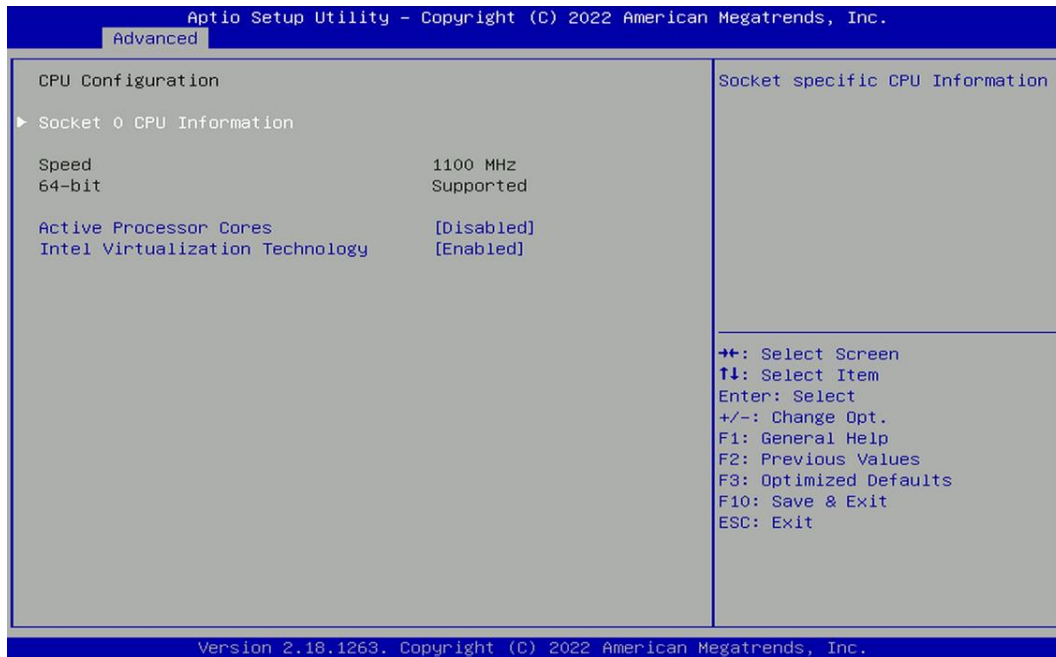 Aptio Setup Utility – Copyright (C) 2022 American Megatrends, Inc.
Advanced
CPU Configuration
▶ Socket 0 CPU Information
Speed 1100 MHz
64-bit Supported
Active Processor Cores [Disabled]
Intel Virtualization Technology [Enabled]
Socket specific CPU Information
→←: Select Screen
↑↓: Select Item
Enter: Select
+/-: Change Opt.
F1: General Help
F2: Previous Values
F3: Optimized Defaults
F10: Save & Exit
ESC: Exit
Version 2.18.1263. Copyright (C) 2022 American Megatrends, Inc.